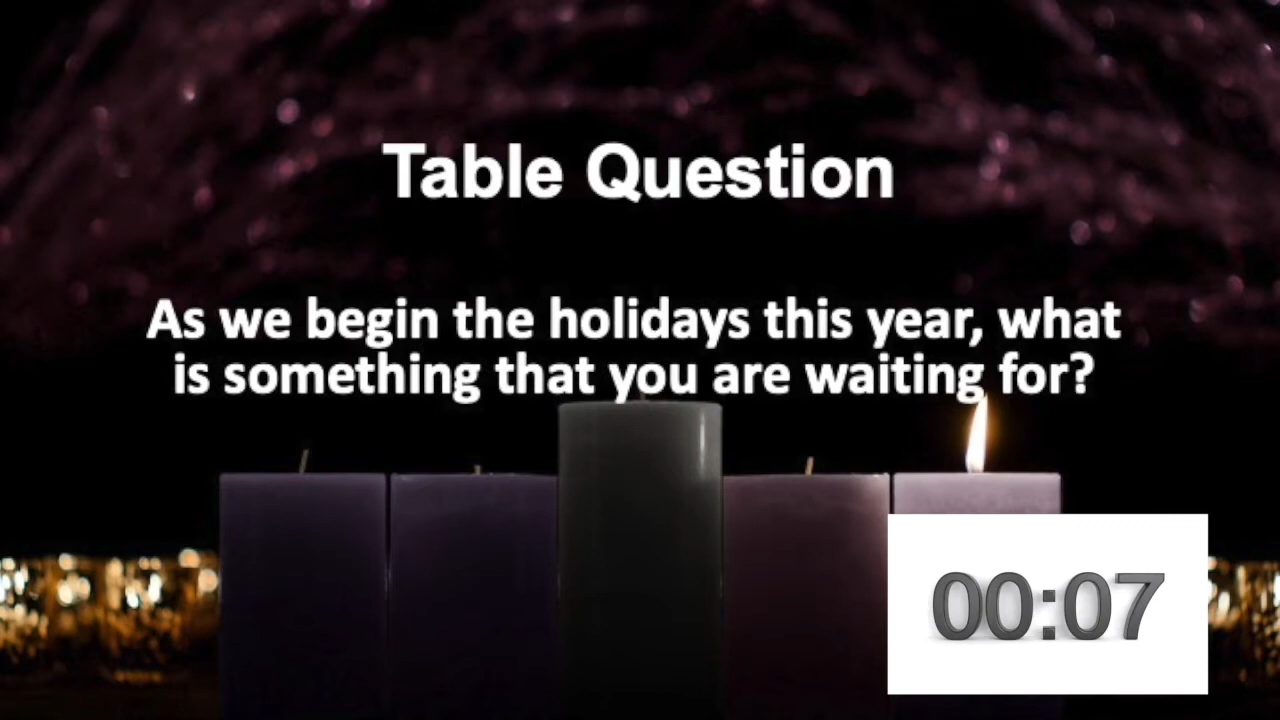 Table Question
As we begin the holidays this year, what
is something that you are waiting for?
00:07